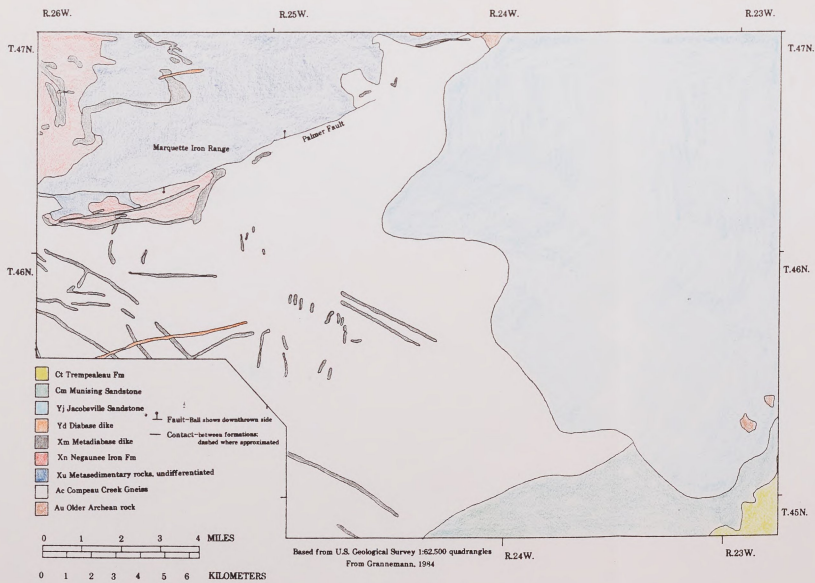 R.26W. R.25W. R.24W. R.23W.
T.47N. T.47N.
Palmer Fault
Marquette Iron Range
T.46N. T.46N.
Ct Trempealeau Fm
Cm Munising Sandstone
Yj Jacobsville Sandstone
Yd Diabase dike
Xm Metadiabase dike
Xn Negaunee Iron Fm
Xu Metasedimentary rocks, undifferentiated
Ac Compeau Creek Gneiss
Au Older Archean rock
Fault-Ball shows downthrown side
Contact-between formations;
dashed where approximated
T.45N.
0 1 2 3 4 MILES
0 1 2 3 4 5 6 KILOMETERS
Based from U.S. Geological Survey 1:62,500 quadrangles
From Grannemann, 1984
R.24W. R.23W.